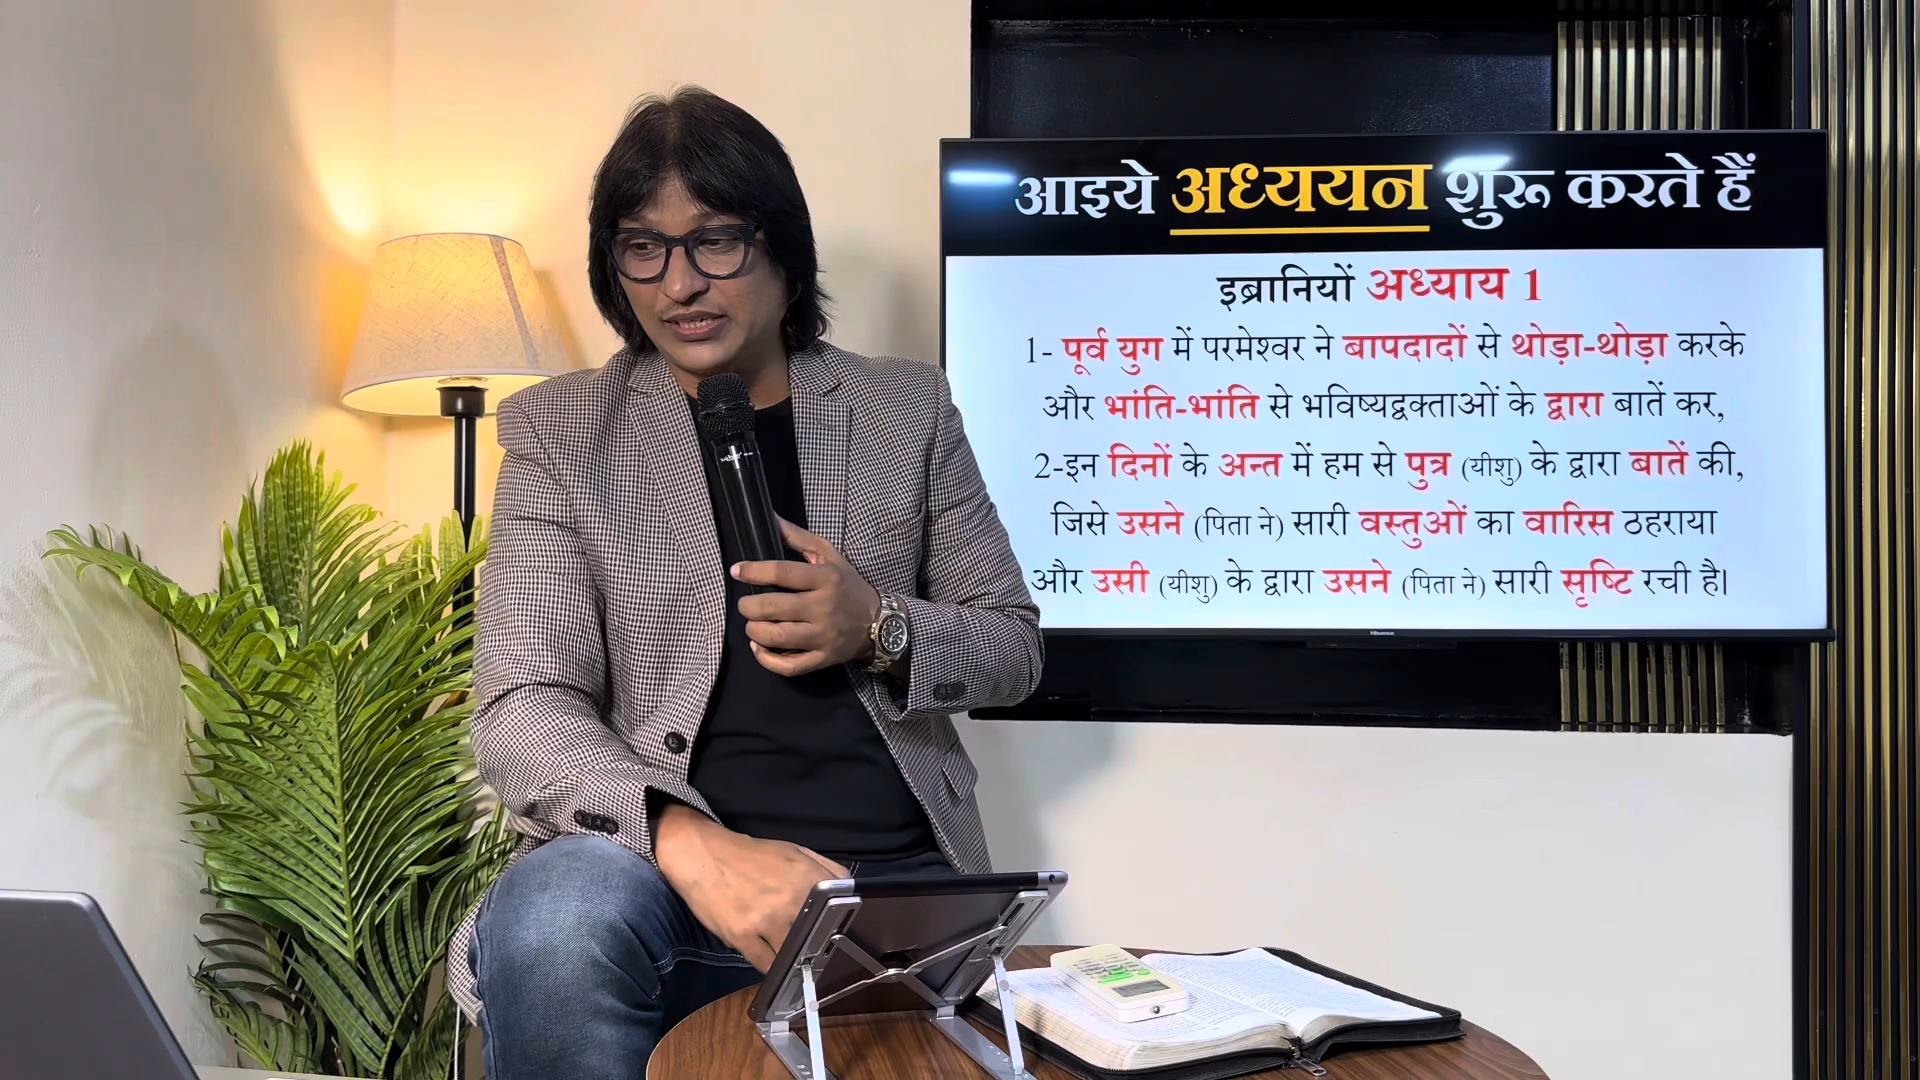 आइये अध्ययन शुरू करते हैं
इब्रानियों अध्याय 1
1- पूर्व युग में परमेश्वर ने बापदादों से थोड़ा-थोड़ा करके
और भांति-भांति से भविष्यद्वक्ताओं के द्वारा बातें कर,
2-इन दिनों के अन्त में हम से पुत्र (यीशु) के द्वारा बातें की,
जिसे उसने (पिता ने) सारी वस्तुओं का वारिस ठहराया
और उसी (यीशु) के द्वारा उसने (पिता ने) सारी सृष्टि रची है।
Hisense